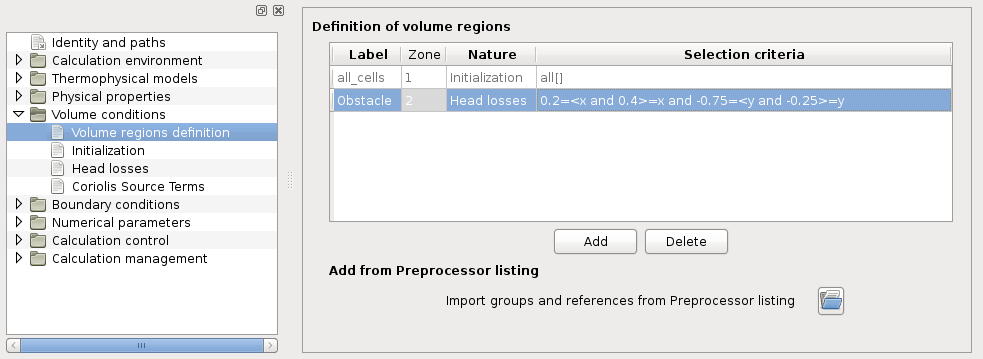 Identity and paths
Calculation environment
Thermophysical models
Physical properties
Volume conditions
Volume regions definition
Initialization
Head losses
Coriolis Source Terms
Boundary conditions
Numerical parameters
Calculation control
Calculation management
Definition of volume regions
Label Zone Nature Selection criteria
all_cells 1 Initialization all[]
Obstacle 2 Head losses 0.2=<x and 0.4>=x and -0.75=<y and -0.25>=y
Add Delete
Add from Preprocessor listing
Import groups and references from Preprocessor listing